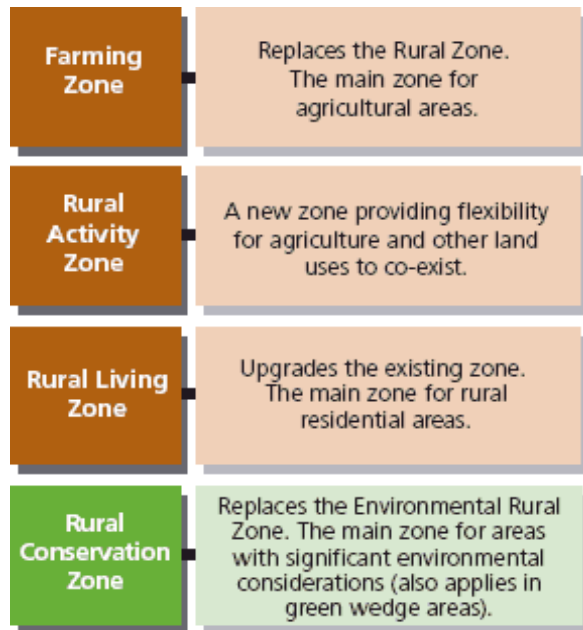 Farming
Zone
Replaces the Rural Zone.
The main zone for
agricultural areas.
Rural
Activity
Zone
A new zone providing flexibility
for agriculture and other land
uses to co-exist.
Rural Living
Zone
Upgrades the existing zone.
The main zone for rural
residential areas.
Rural
Conservation
Zone
Replaces the Environmental Rural
Zone. The main zone for areas
with significant environmental
considerations (also applies in
green wedge areas).